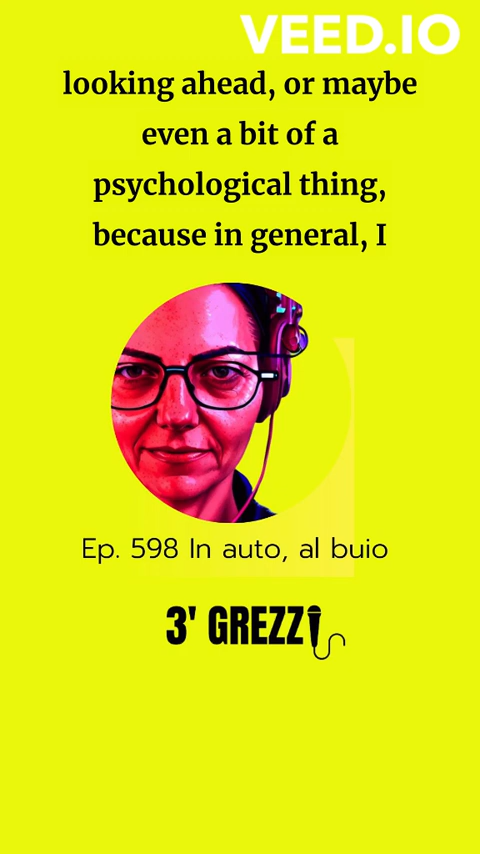 VEED.IO
looking ahead, or maybe
even a bit of a
psychological thing,
because in general, I
Ep. 598 In auto, al buio
3' GREZZI